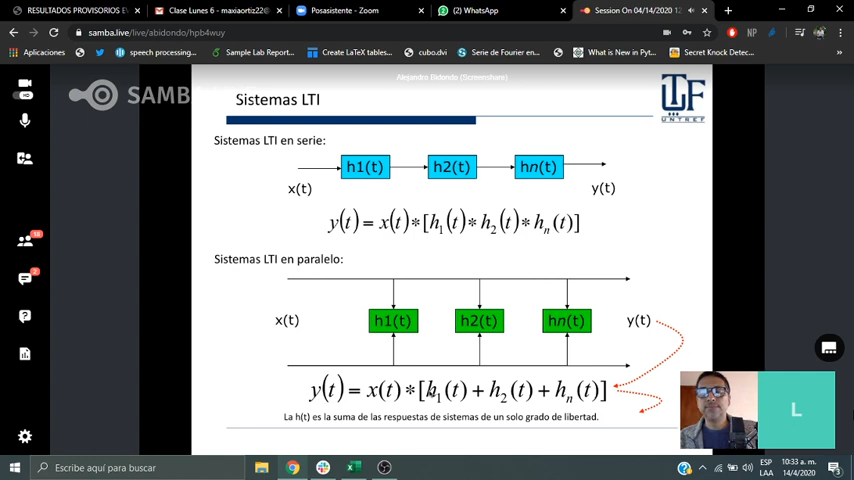 RESULTADOS PROVISORIOS E
Clase Lunes 6 - maxiaortiz22@
Posasistente - Zoom
(2) WhatsApp
Session On 04/14/2020 12
samba.live/live/abidondo/hpb4wuy
Aplicaciones
speech processing...
Sample Lab Report...
Create LaTeX tables...
cubo.dvi
Serie de Fourier en...
What is New in Pyt...
Secret Knock Detec...
Alejandro Bidondo (Screenshare)
SAMB
Sistemas LTI
UNTREF
Sistemas LTI en serie:
h1(t) h2(t) hn(t)
x(t) y(t)
y(t) = x(t)*[h₁(t)*h₂(t)*hₙ(t)]
Sistemas LTI en paralelo:
x(t) h1(t) h2(t) hn(t) y(t)
y(t) = x(t)*[h₁(t)+h₂(t)+hₙ(t)]
La h(t) es la suma de las respuestas de sistemas de un solo grado de libertad.
HD
18
2
L
Escribe aquí para buscar
ESP
LAA
10:33 a. m.
14/4/2020
3